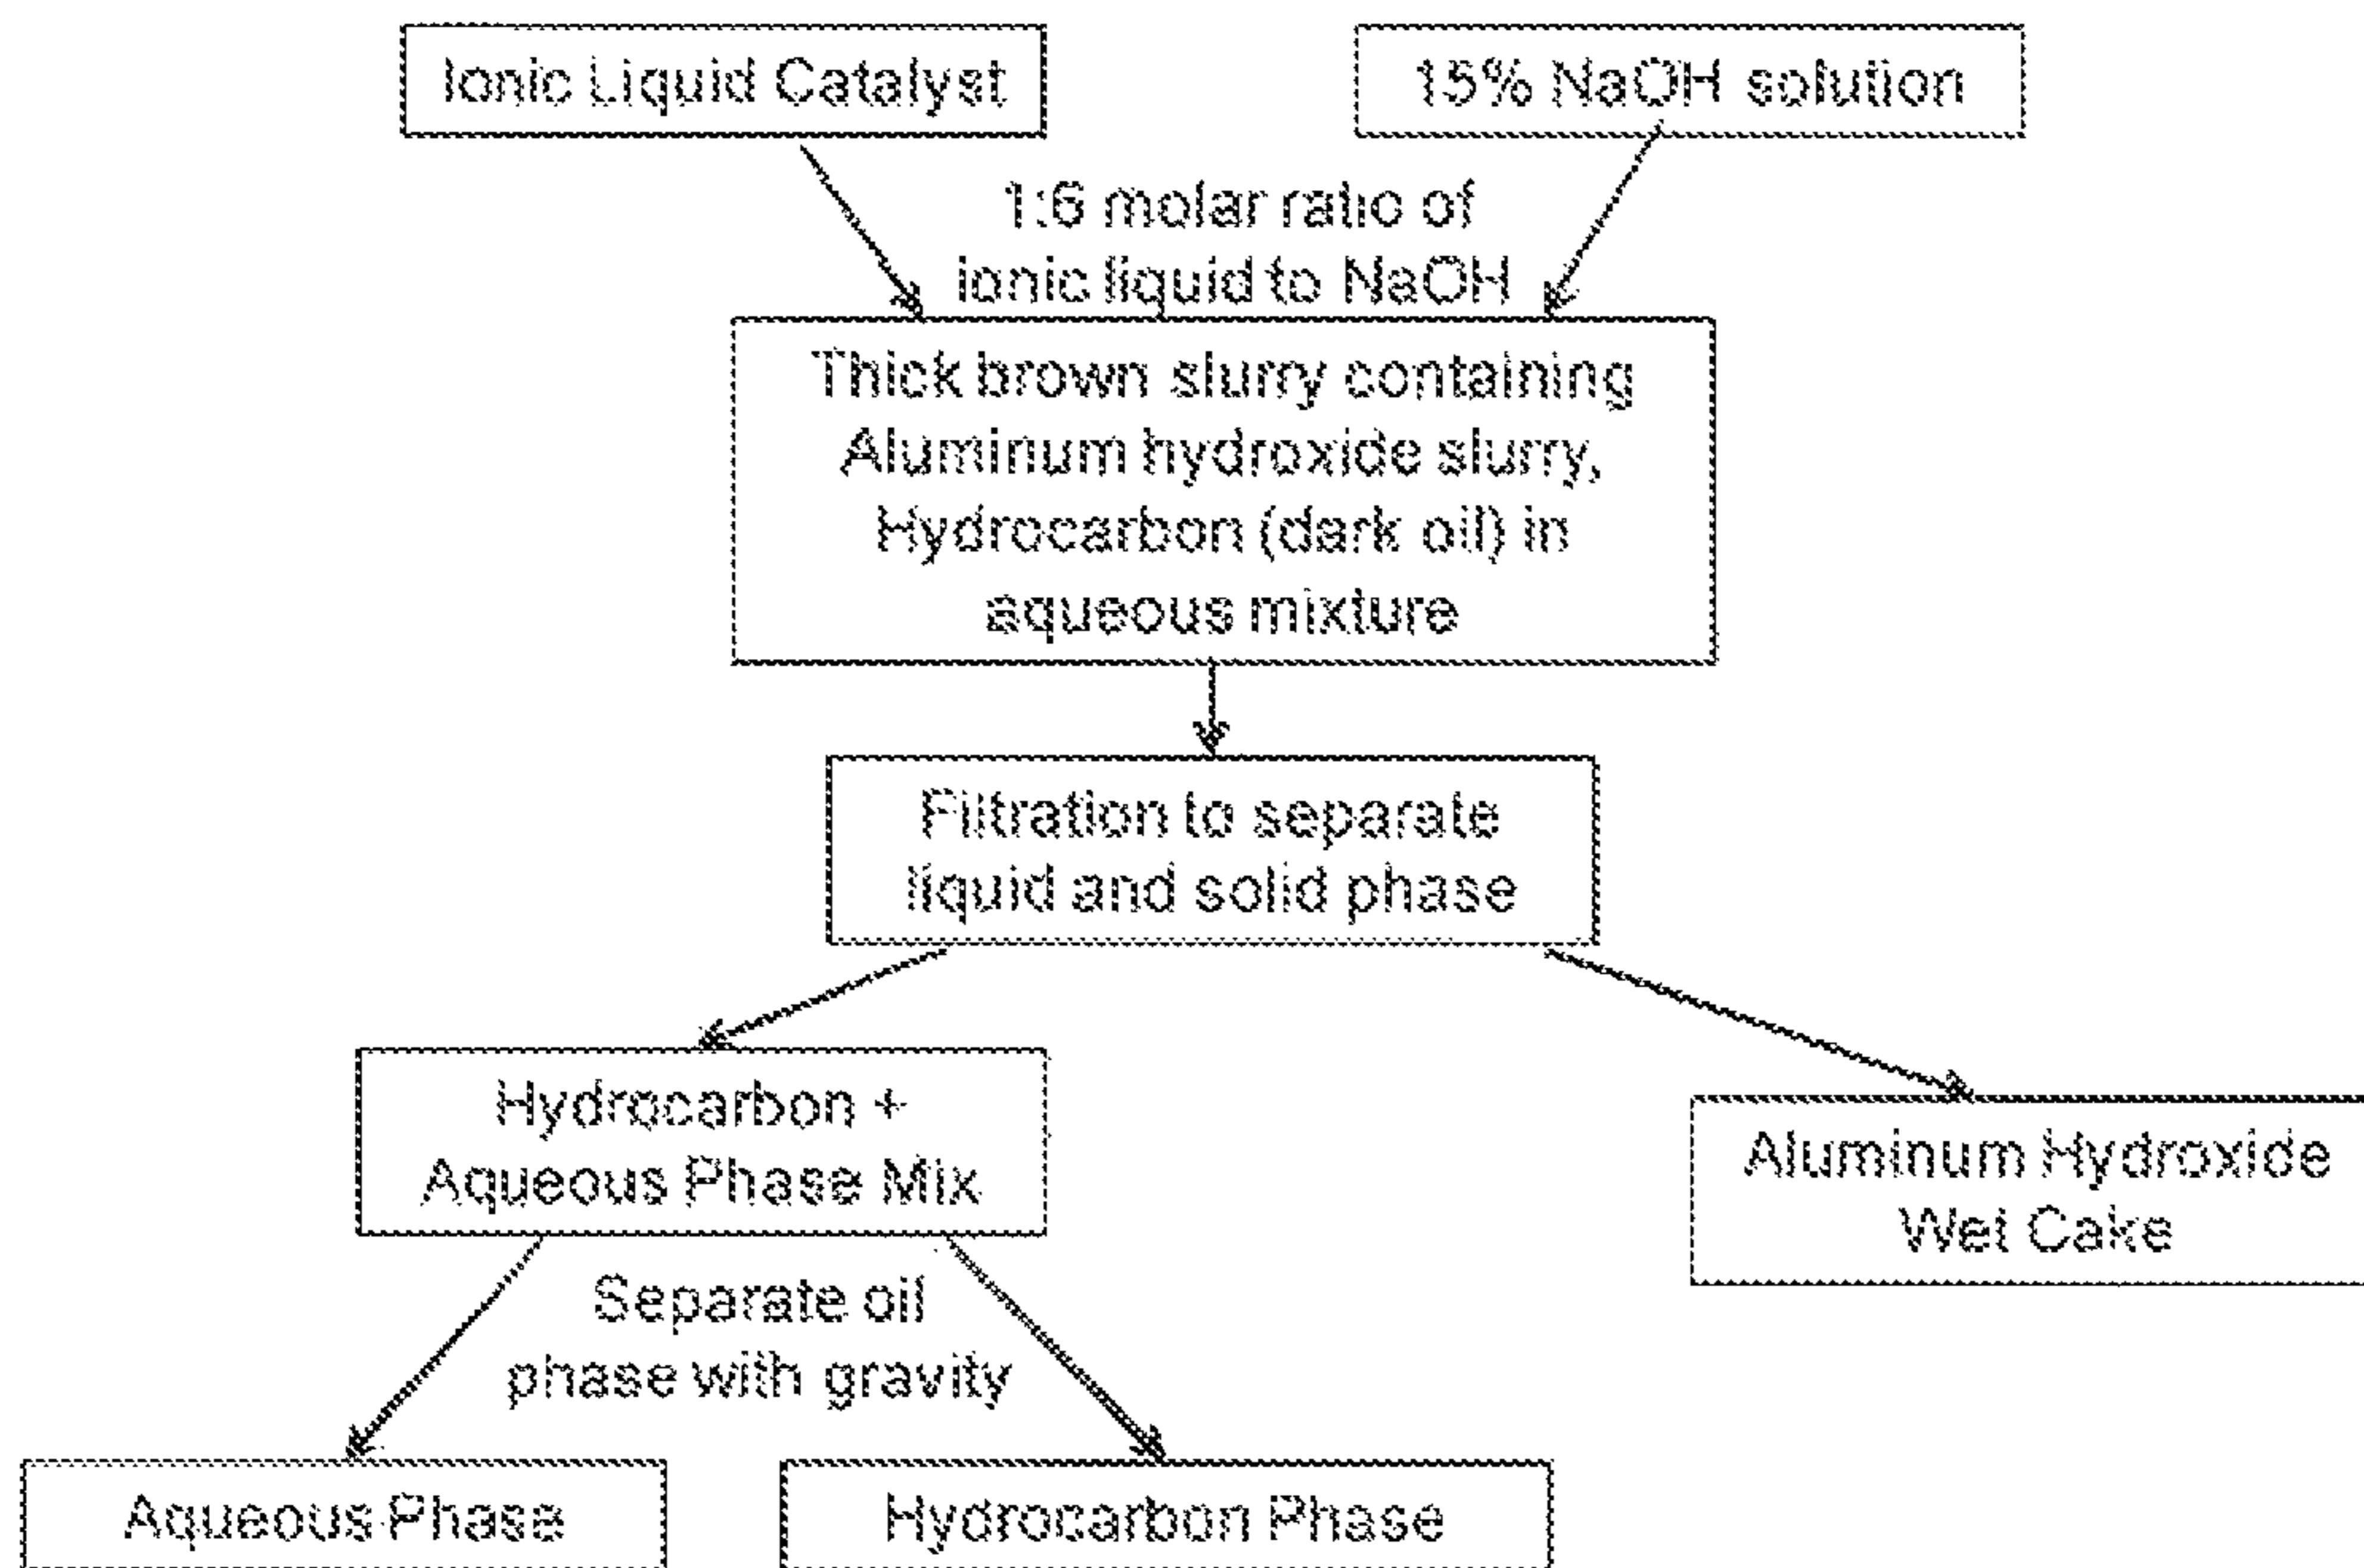 Ionic Liquid Catalyst
15% NaOH solution
1:6 molar ratio of
ionic liquid to NaOH
Thick brown slurry containing
Aluminum hydroxide slurry,
Hydrocarbon (dark oil) in
aqueous mixture
Filtration to separate
liquid and solid phase
Hydrocarbon +
Aqueous Phase Mix
Aluminum Hydroxide
Wet Cake
Separate oil
phase with gravity
Aqueous Phase
Hydrocarbon Phase